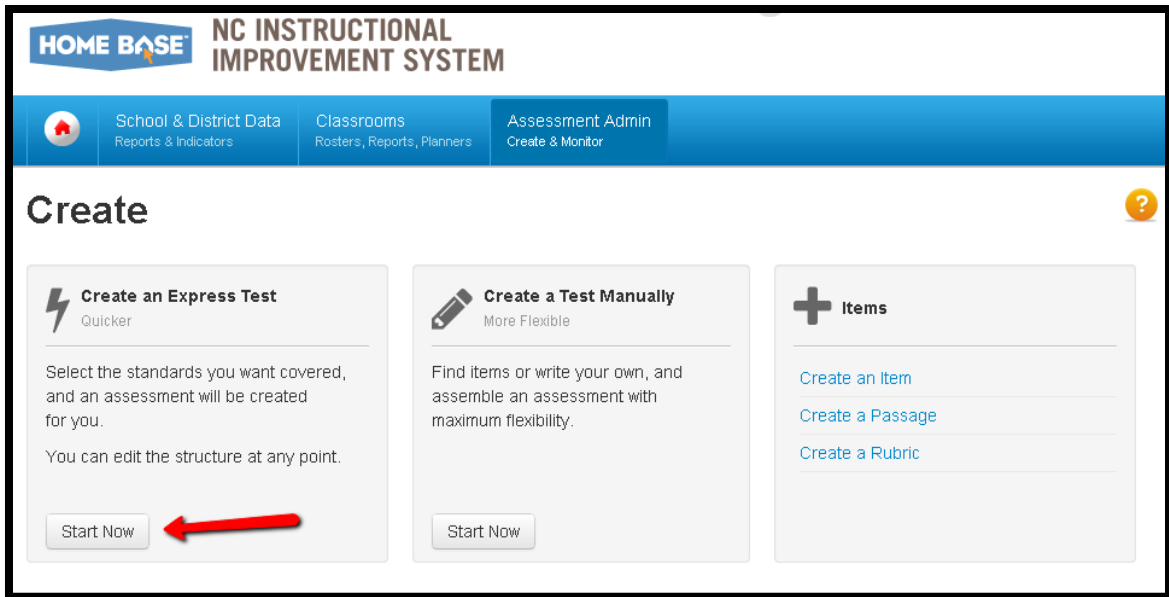 HOME BASE
NC INSTRUCTIONAL
IMPROVEMENT SYSTEM
School & District Data
Reports & Indicators
Classrooms
Rosters, Reports, Planners
Assessment Admin
Create & Monitor
Create
?
Create an Express Test
Quicker
Select the standards you want covered,
and an assessment will be created
for you.
You can edit the structure at any point.
Start Now
Create a Test Manually
More Flexible
Find items or write your own, and
assemble an assessment with
maximum flexibility.
Start Now
Items
Create an Item
Create a Passage
Create a Rubric